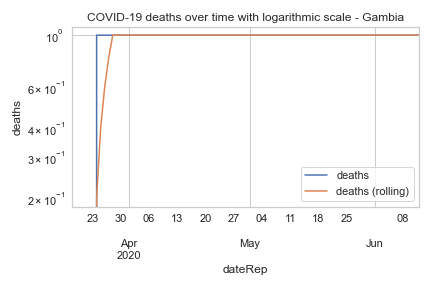 COVID-19 deaths over time with logarithmic scale - Gambia
deaths
10⁰
6 × 10⁻¹
4 × 10⁻¹
3 × 10⁻¹
2 × 10⁻¹
deaths
deaths (rolling)
23 30 06 13 20 27 04 11 18 25 08
Apr May Jun
2020
dateRep